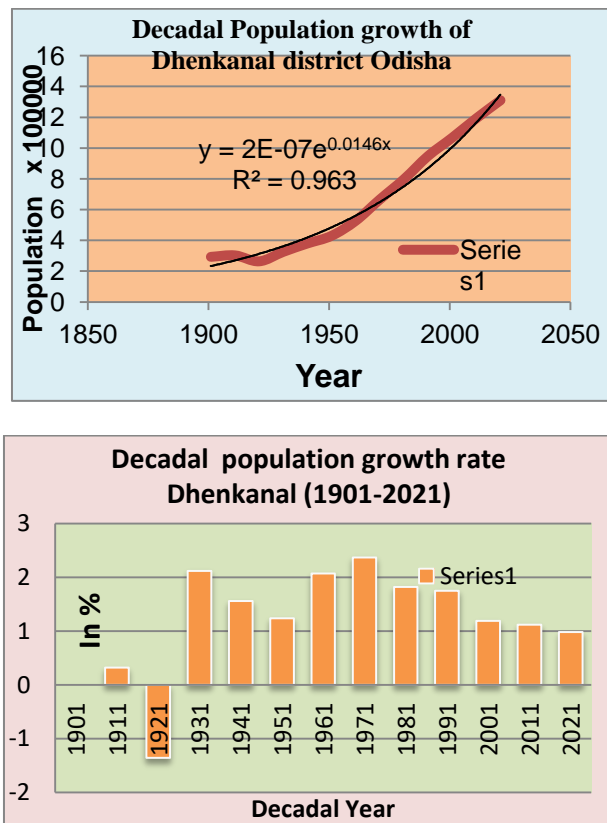 Decadal Population growth of
Dhenkanal district Odisha
Population x 100000
16
14
12
10
8
6
4
2
0
y = 2E-07e^0.0146x
R² = 0.963
Serie
s1
1850 1900 1950 2000 2050
Year
Decadal population growth rate
Dhenkanal (1901-2021)
3
2
1
0
-1
-2
In %
Series1
1901 1911 1921 1931 1941 1951 1961 1971 1981 1991 2001 2011 2021
Decadal Year